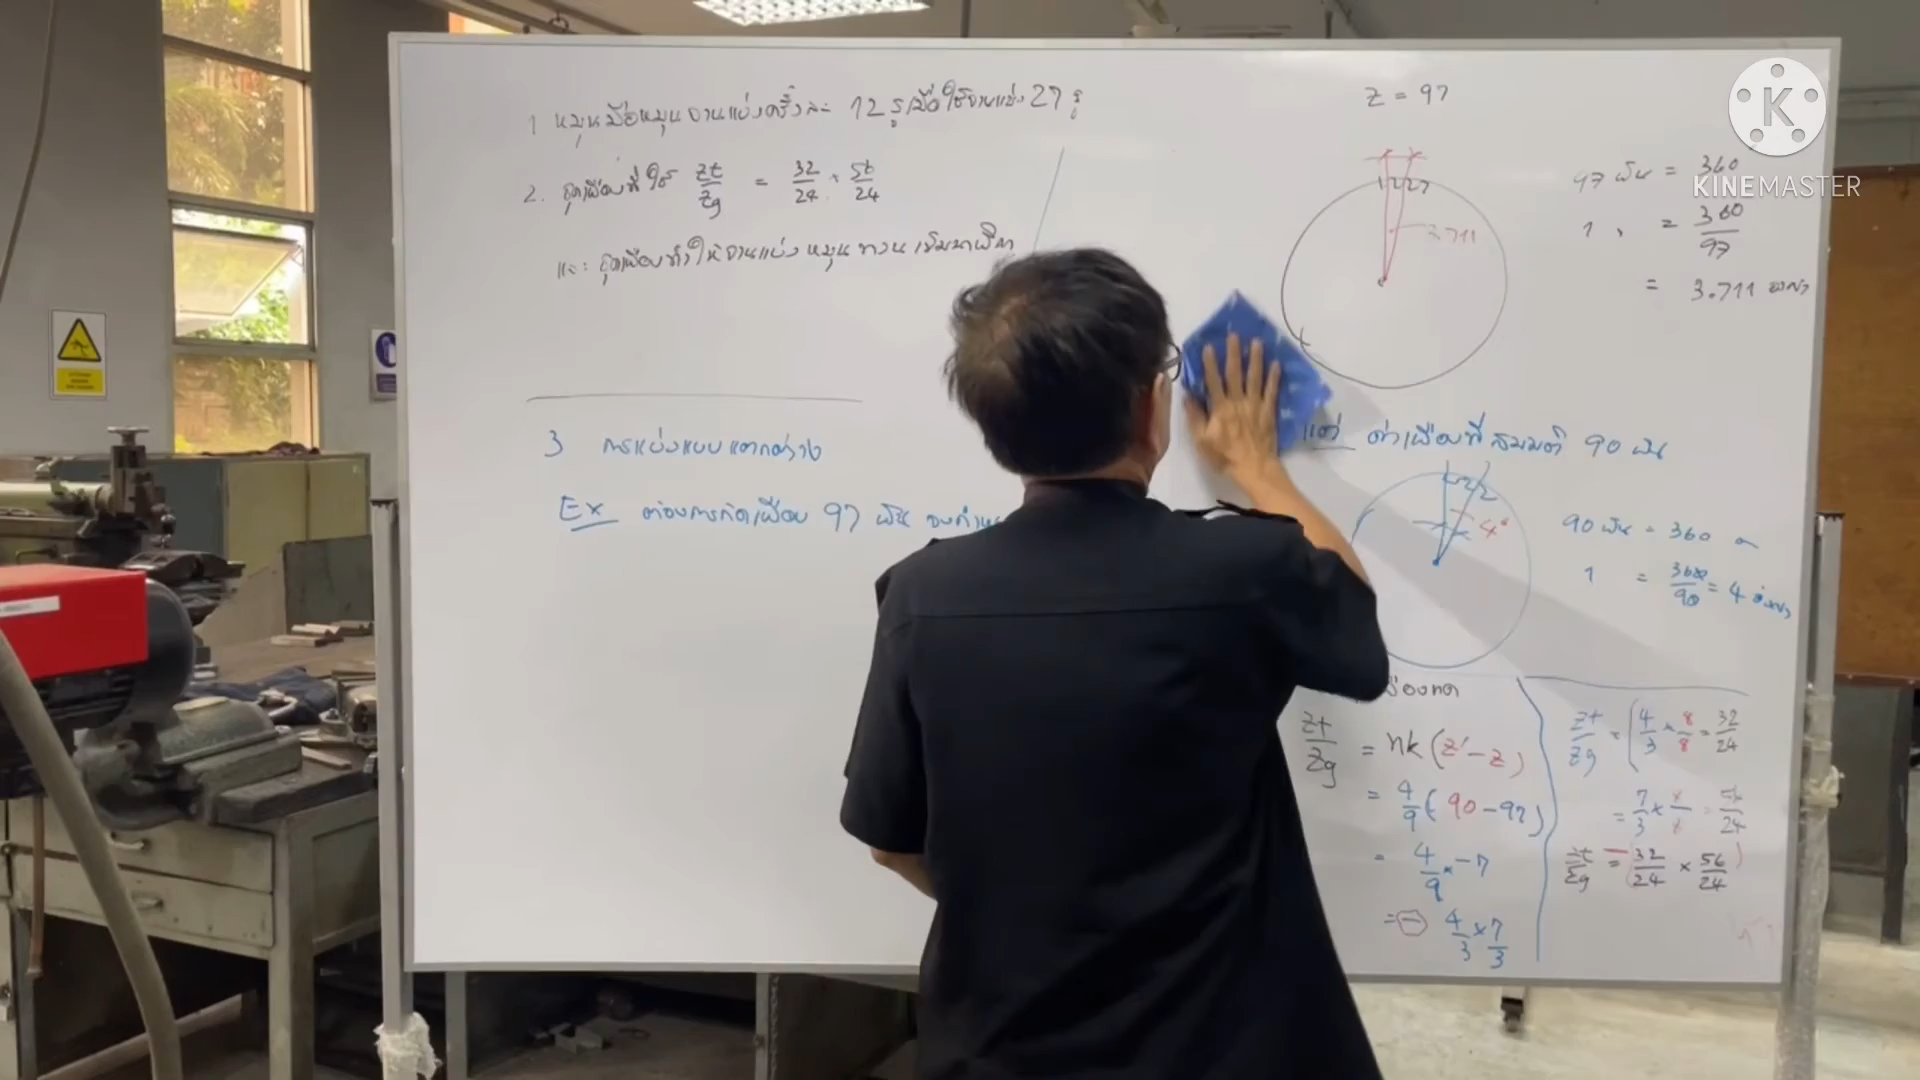 1 หมุนมือหมุนจานแบ่งครั้งละ 12 รู เมื่อใช้จานแบ่ง 27 รู
2. ชุดเฟืองที่ใช้ zt/zg = 32/24 × 56/24
และ ชุดเฟืองทำให้จานแบ่งหมุนทวนเข็มนาฬิกา
3 การแบ่งแบบแตกต่าง
Ex ต้องการกัดเฟือง 97 ฟัน
z = 97
3.711
97 ฟัน = 360
1 " = 360/97
= 3.711 องศา
แต่ ถ้าเฟืองที่สมมติ 90 ฟัน
4°
90 ฟัน = 360
1 = 360/90 = 4 องศา
zt/zg = nk (z' - z)
= 4/9 (90 - 97)
= 4/9 × -7
= - 4/3 × 7/3
zt/zg = (4/3 × 8/8 = 32/24
= 7/3 × 8/8 = 56/24
zt/zg = - (32/24 × 56/24)
K
KINEMASTER